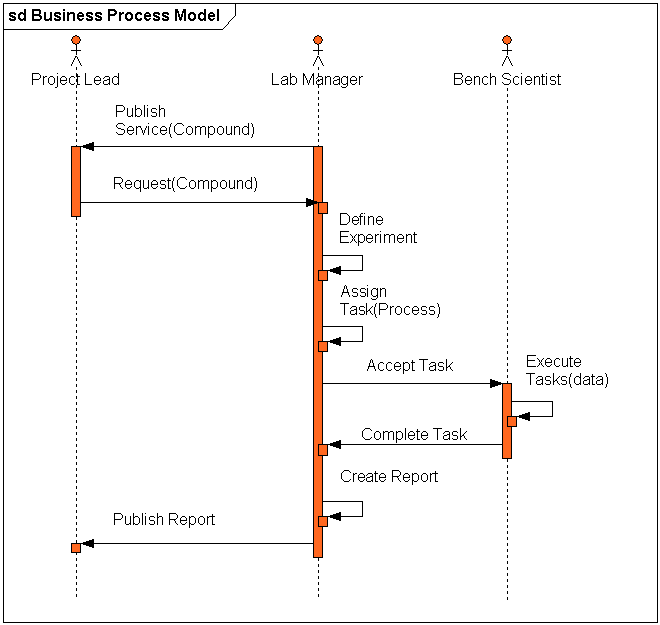 sd Business Process Model
Project Lead
Lab Manager
Bench Scientist
Publish
Service(Compound)
Request(Compound)
Define
Experiment
Assign
Task(Process)
Accept Task
Execute
Tasks(data)
Complete Task
Create Report
Publish Report